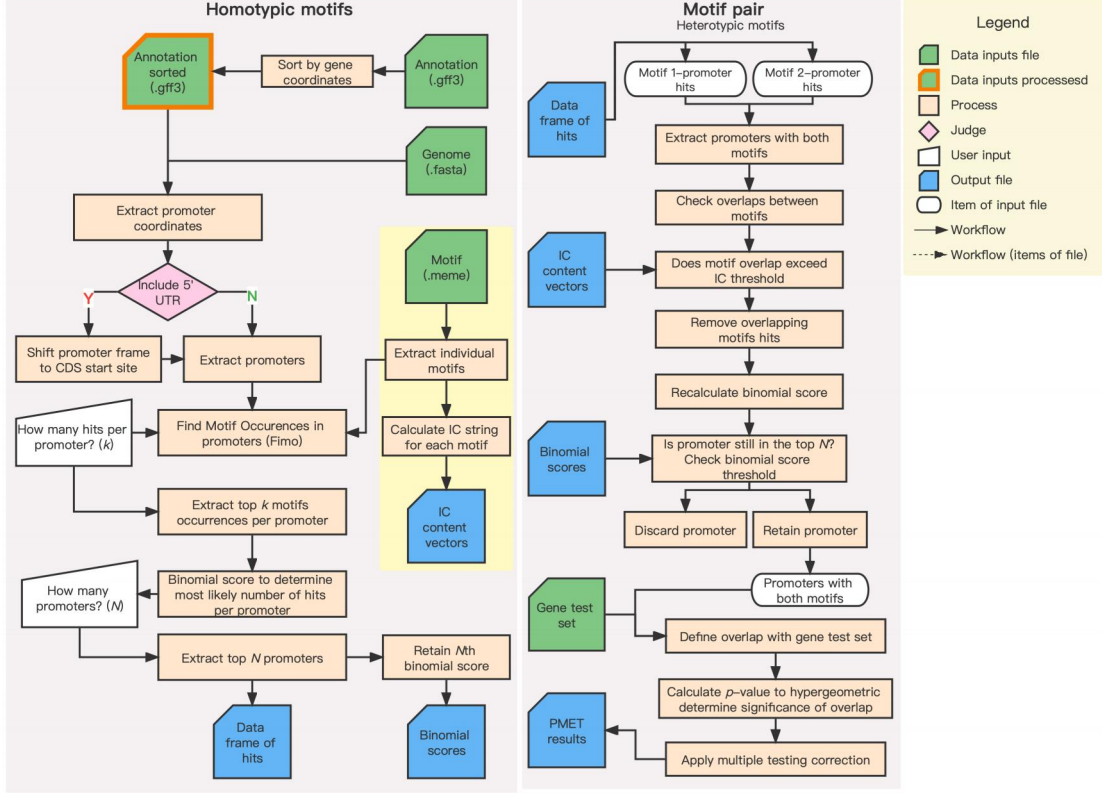 Homotypic motifs
Annotation
sorted
(.gff3)
Sort by gene
coordinates
Annotation
(.gff3)
Genome
(.fasta)
Extract promoter
coordinates
Include 5'
UTR
Y
N
Shift promoter frame
to CDS start site
Extract promoters
How many hits per
promoter? (k)
Find Motif Occurences in
promoters (Fimo)
Extract top k motifs
occurrences per promoter
How many
promoters? (N)
Binomial score to determine
most likely number of hits
per promoter
Extract top N promoters
Retain Nth
binomial score
Data
frame of
hits
Binomial
scores
Motif
(.meme)
Extract individual
motifs
Calculate IC string
for each motif
IC
content
vectors
Motif pair
Heterotypic motifs
Motif 1-promoter
hits
Motif 2-promoter
hits
Data
frame of
hits
Extract promoters with both
motifs
Check overlaps between
motifs
IC
content
vectors
Does motif overlap exceed
IC threshold
Remove overlapping
motifs hits
Recalculate binomial score
Binomial
scores
Is promoter still in the top N?
Check binomial score
threshold
Discard promoter
Retain promoter
Promoters with
both motifs
Gene test
set
Define overlap with gene test set
Calculate p-value to hypergeometric
determine significance of overlap
PMET
results
Apply multiple testing correction
Legend
Data inputs file
Data inputs processesd
Process
Judge
User input
Output file
Item of input file
Workflow
Workflow (items of file)